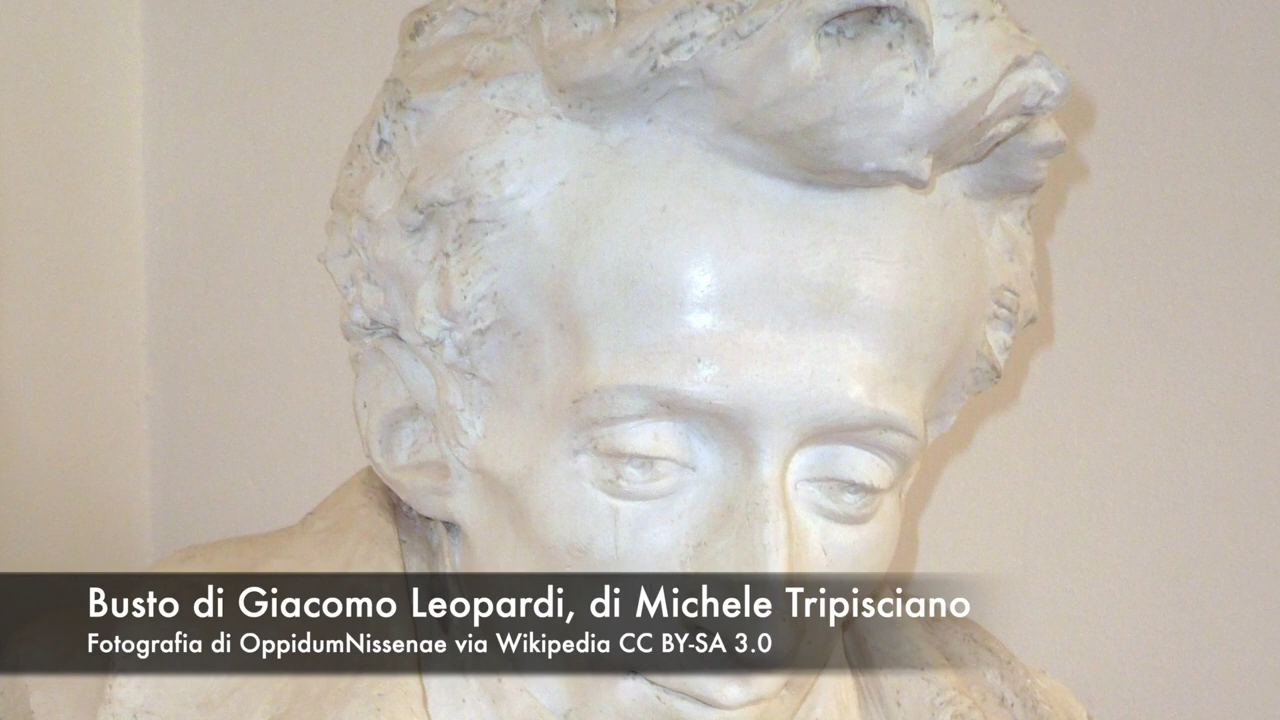 Busto di Giacomo Leopardi, di Michele Tripisciano
Fotografia di OppidumNissenae via Wikipedia CC BY-SA 3.0